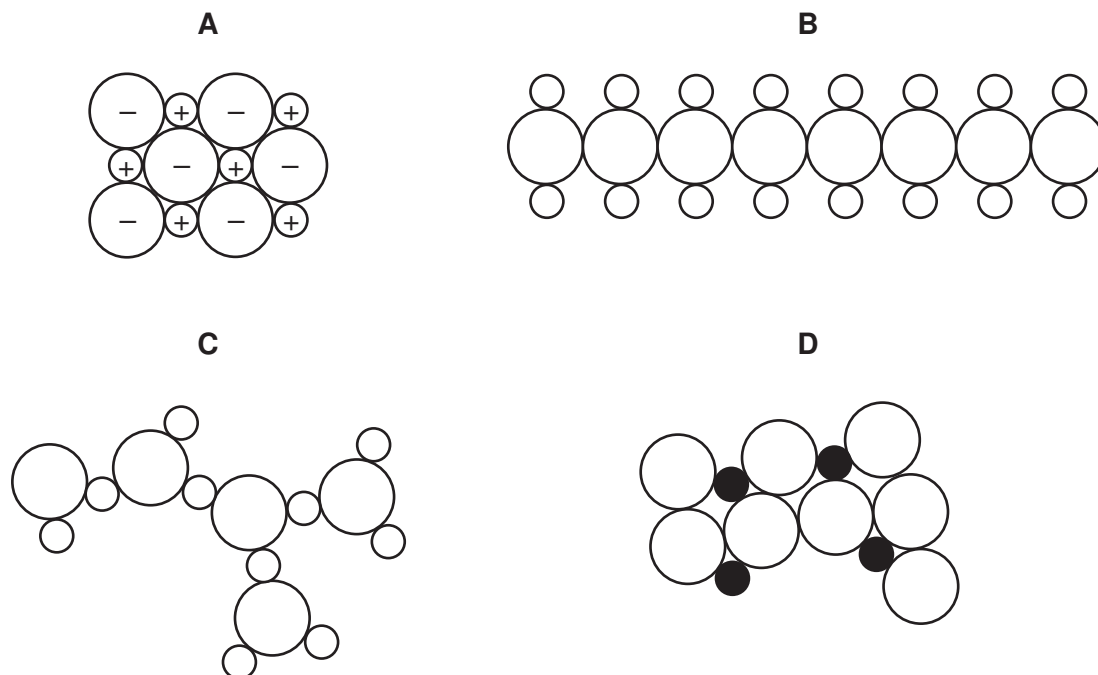 A
B
− + − +
+ − + −
− + − +
C
D